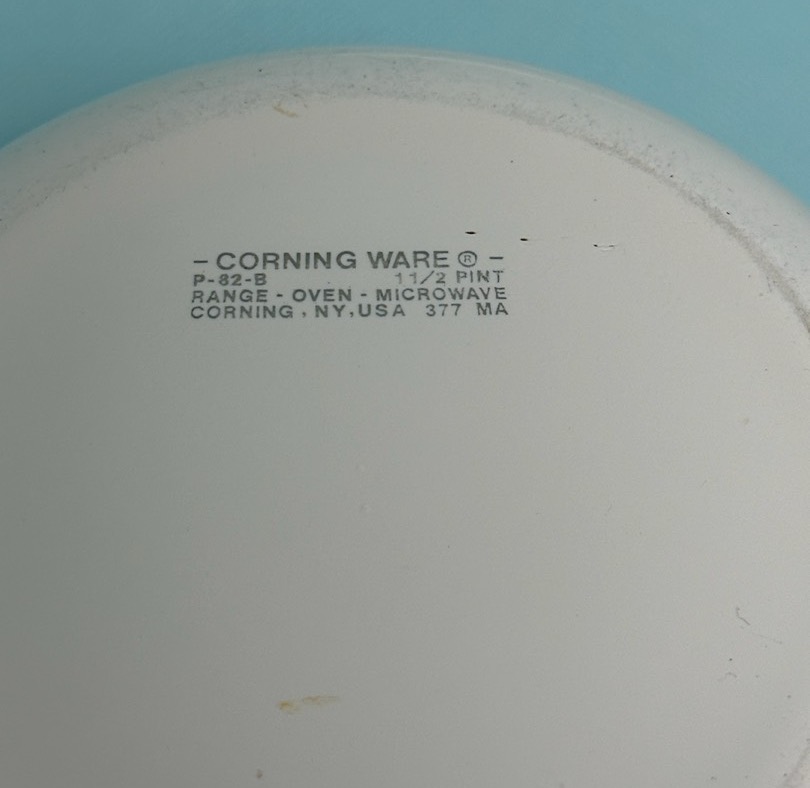 - CORNING WARE ® -
P-82-B 1 1/2 PINT
RANGE - OVEN - MICROWAVE
CORNING , NY, USA 377 MA